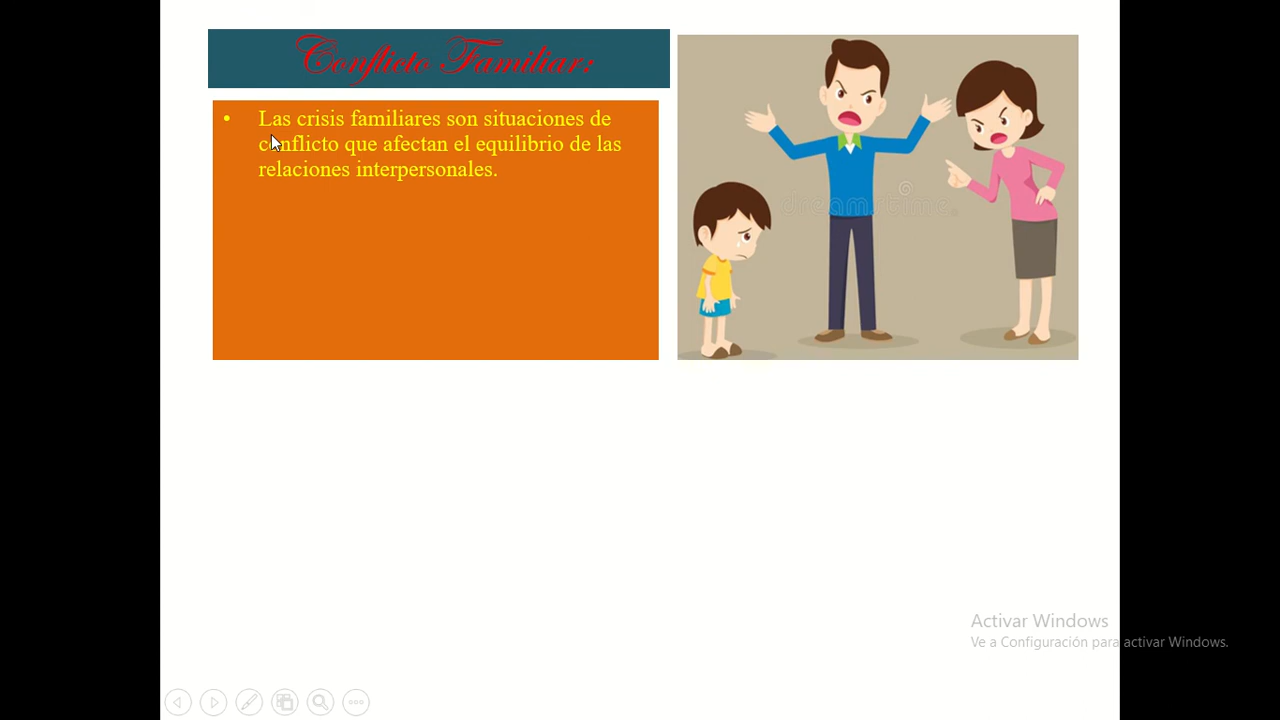 Conflicto Familiar:
• Las crisis familiares son situaciones de
conflicto que afectan el equilibrio de las
relaciones interpersonales.
dreamstime.
Activar Windows
Ve a Configuración para activar Windows.